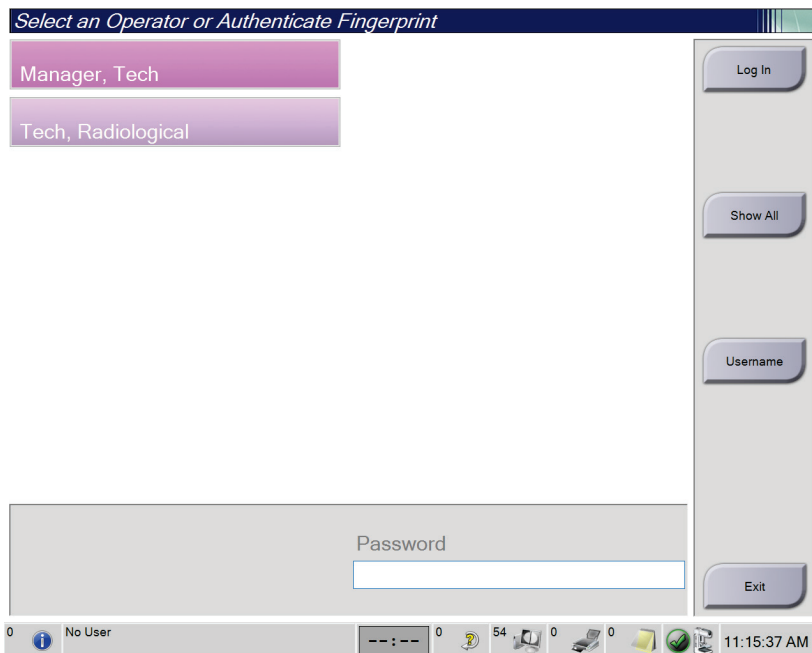 Select an Operator or Authenticate Fingerprint
Manager, Tech
Log In
Tech, Radiological
Show All
Username
Password
Exit
0 No User --:-- 0 54 0 0 11:15:37 AM